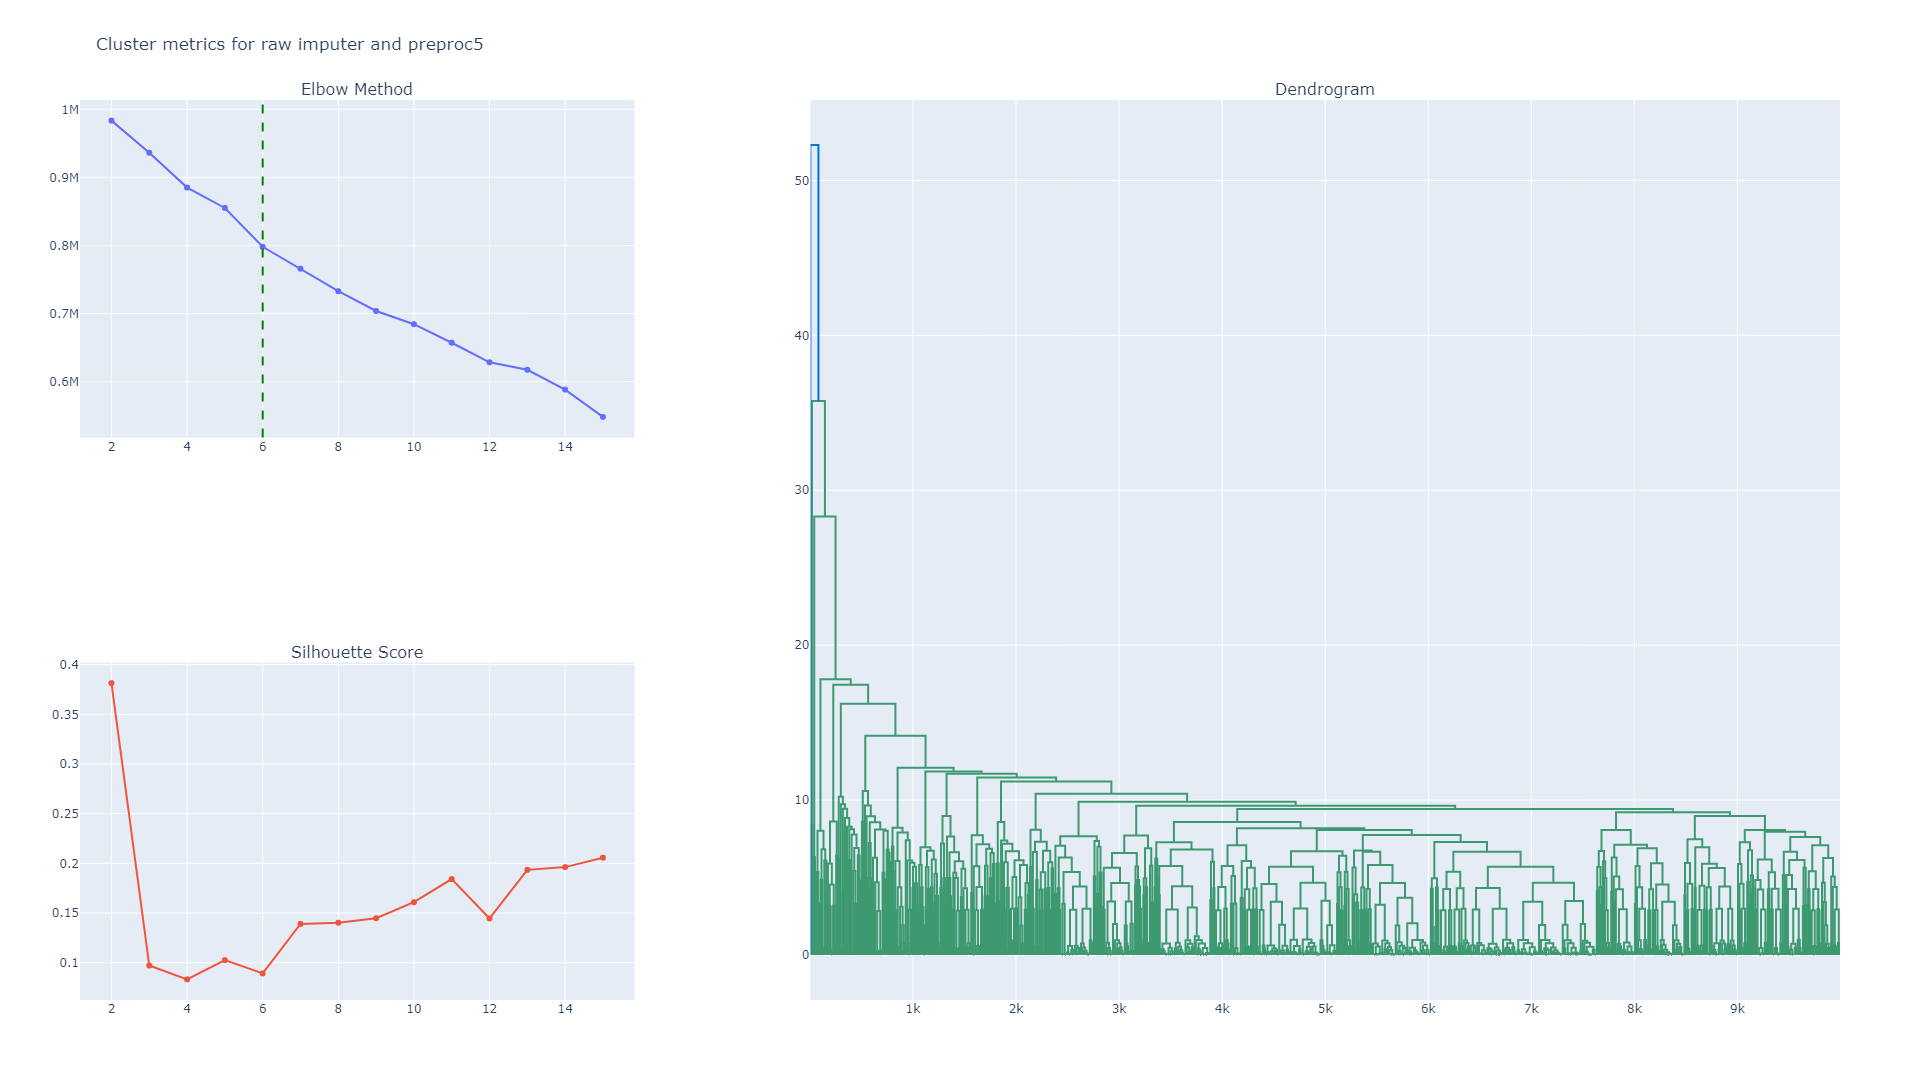 Cluster metrics for raw imputer and preproc5
Elbow Method
1M
0.9M
0.8M
0.7M
0.6M
2 4 6 8 10 12 14
Silhouette Score
0.4
0.35
0.3
0.25
0.2
0.15
0.1
2 4 6 8 10 12 14
Dendrogram
50
40
30
20
10
0
1k 2k 3k 4k 5k 6k 7k 8k 9k